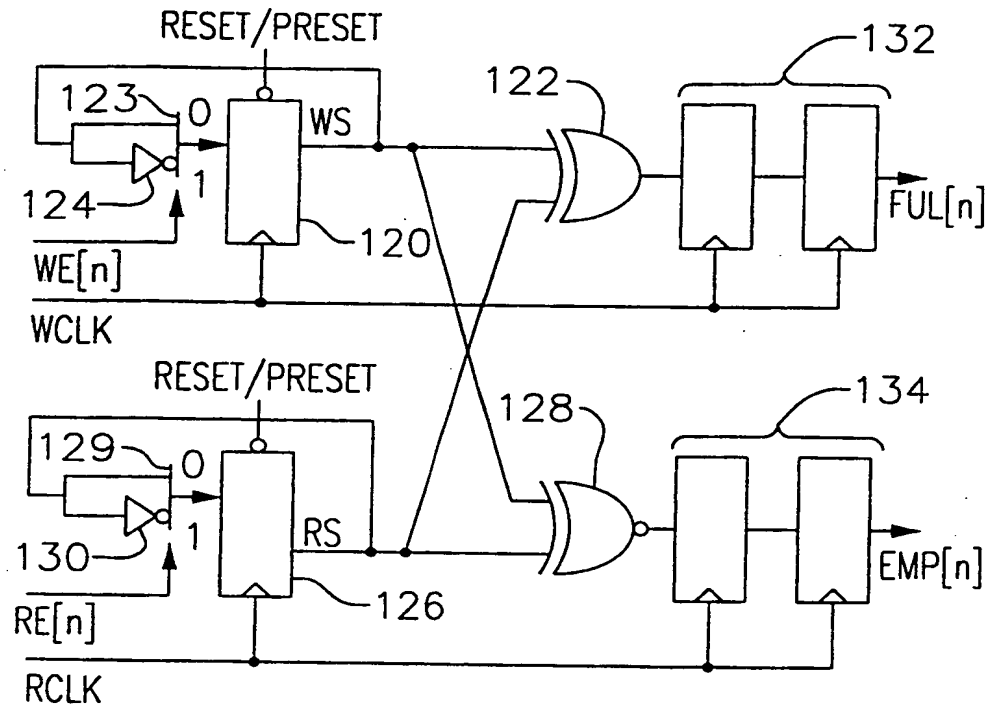 RESET/PRESET
132
122
123
0
WS
124
1
120
FUL[n]
WE[n]
WCLK
RESET/PRESET
134
128
129
0
130
1
RS
126
EMP[n]
RE[n]
RCLK